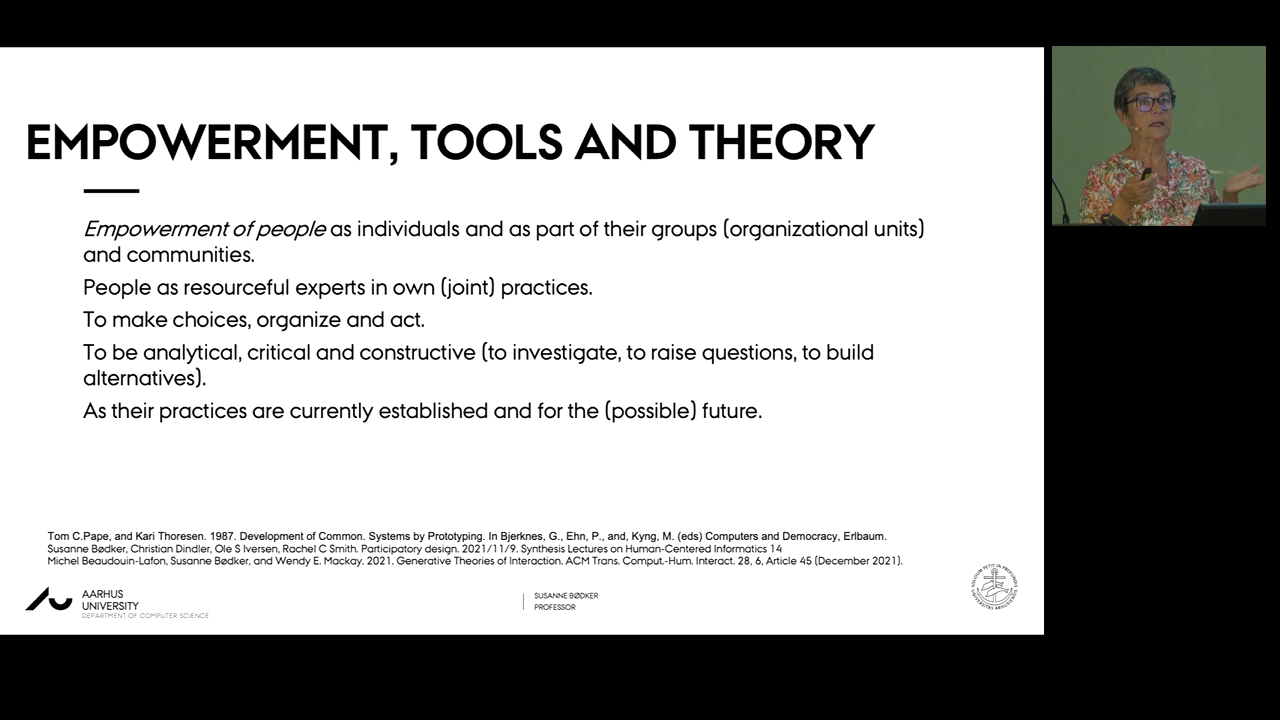 EMPOWERMENT, TOOLS AND THEORY
Empowerment of people as individuals and as part of their groups (organizational units)
and communities.
People as resourceful experts in own (joint) practices.
To make choices, organize and act.
To be analytical, critical and constructive (to investigate, to raise questions, to build
alternatives).
As their practices are currently established and for the (possible) future.
Tom C.Pape, and Kari Thoresen. 1987. Development of Common. Systems by Prototyping. In Bjerknes, G., Ehn, P., and, Kyng, M. (eds) Computers and Democracy, Erlbaum.
Susanne Bødker, Christian Dindler, Ole S Iversen, Rachel C Smith. Participatory design. 2021/11/9. Synthesis Lectures on Human-Centered Informatics 14
Michel Beaudouin-Lafon, Susanne Bødker, and Wendy E. Mackay. 2021. Generative Theories of Interaction. ACM Trans. Comput.-Hum. Interact. 28, 6, Article 45 (December 2021).
AARHUS
UNIVERSITY
DEPARTMENT OF COMPUTER SCIENCE
SUSANNE BØDKER
PROFESSOR